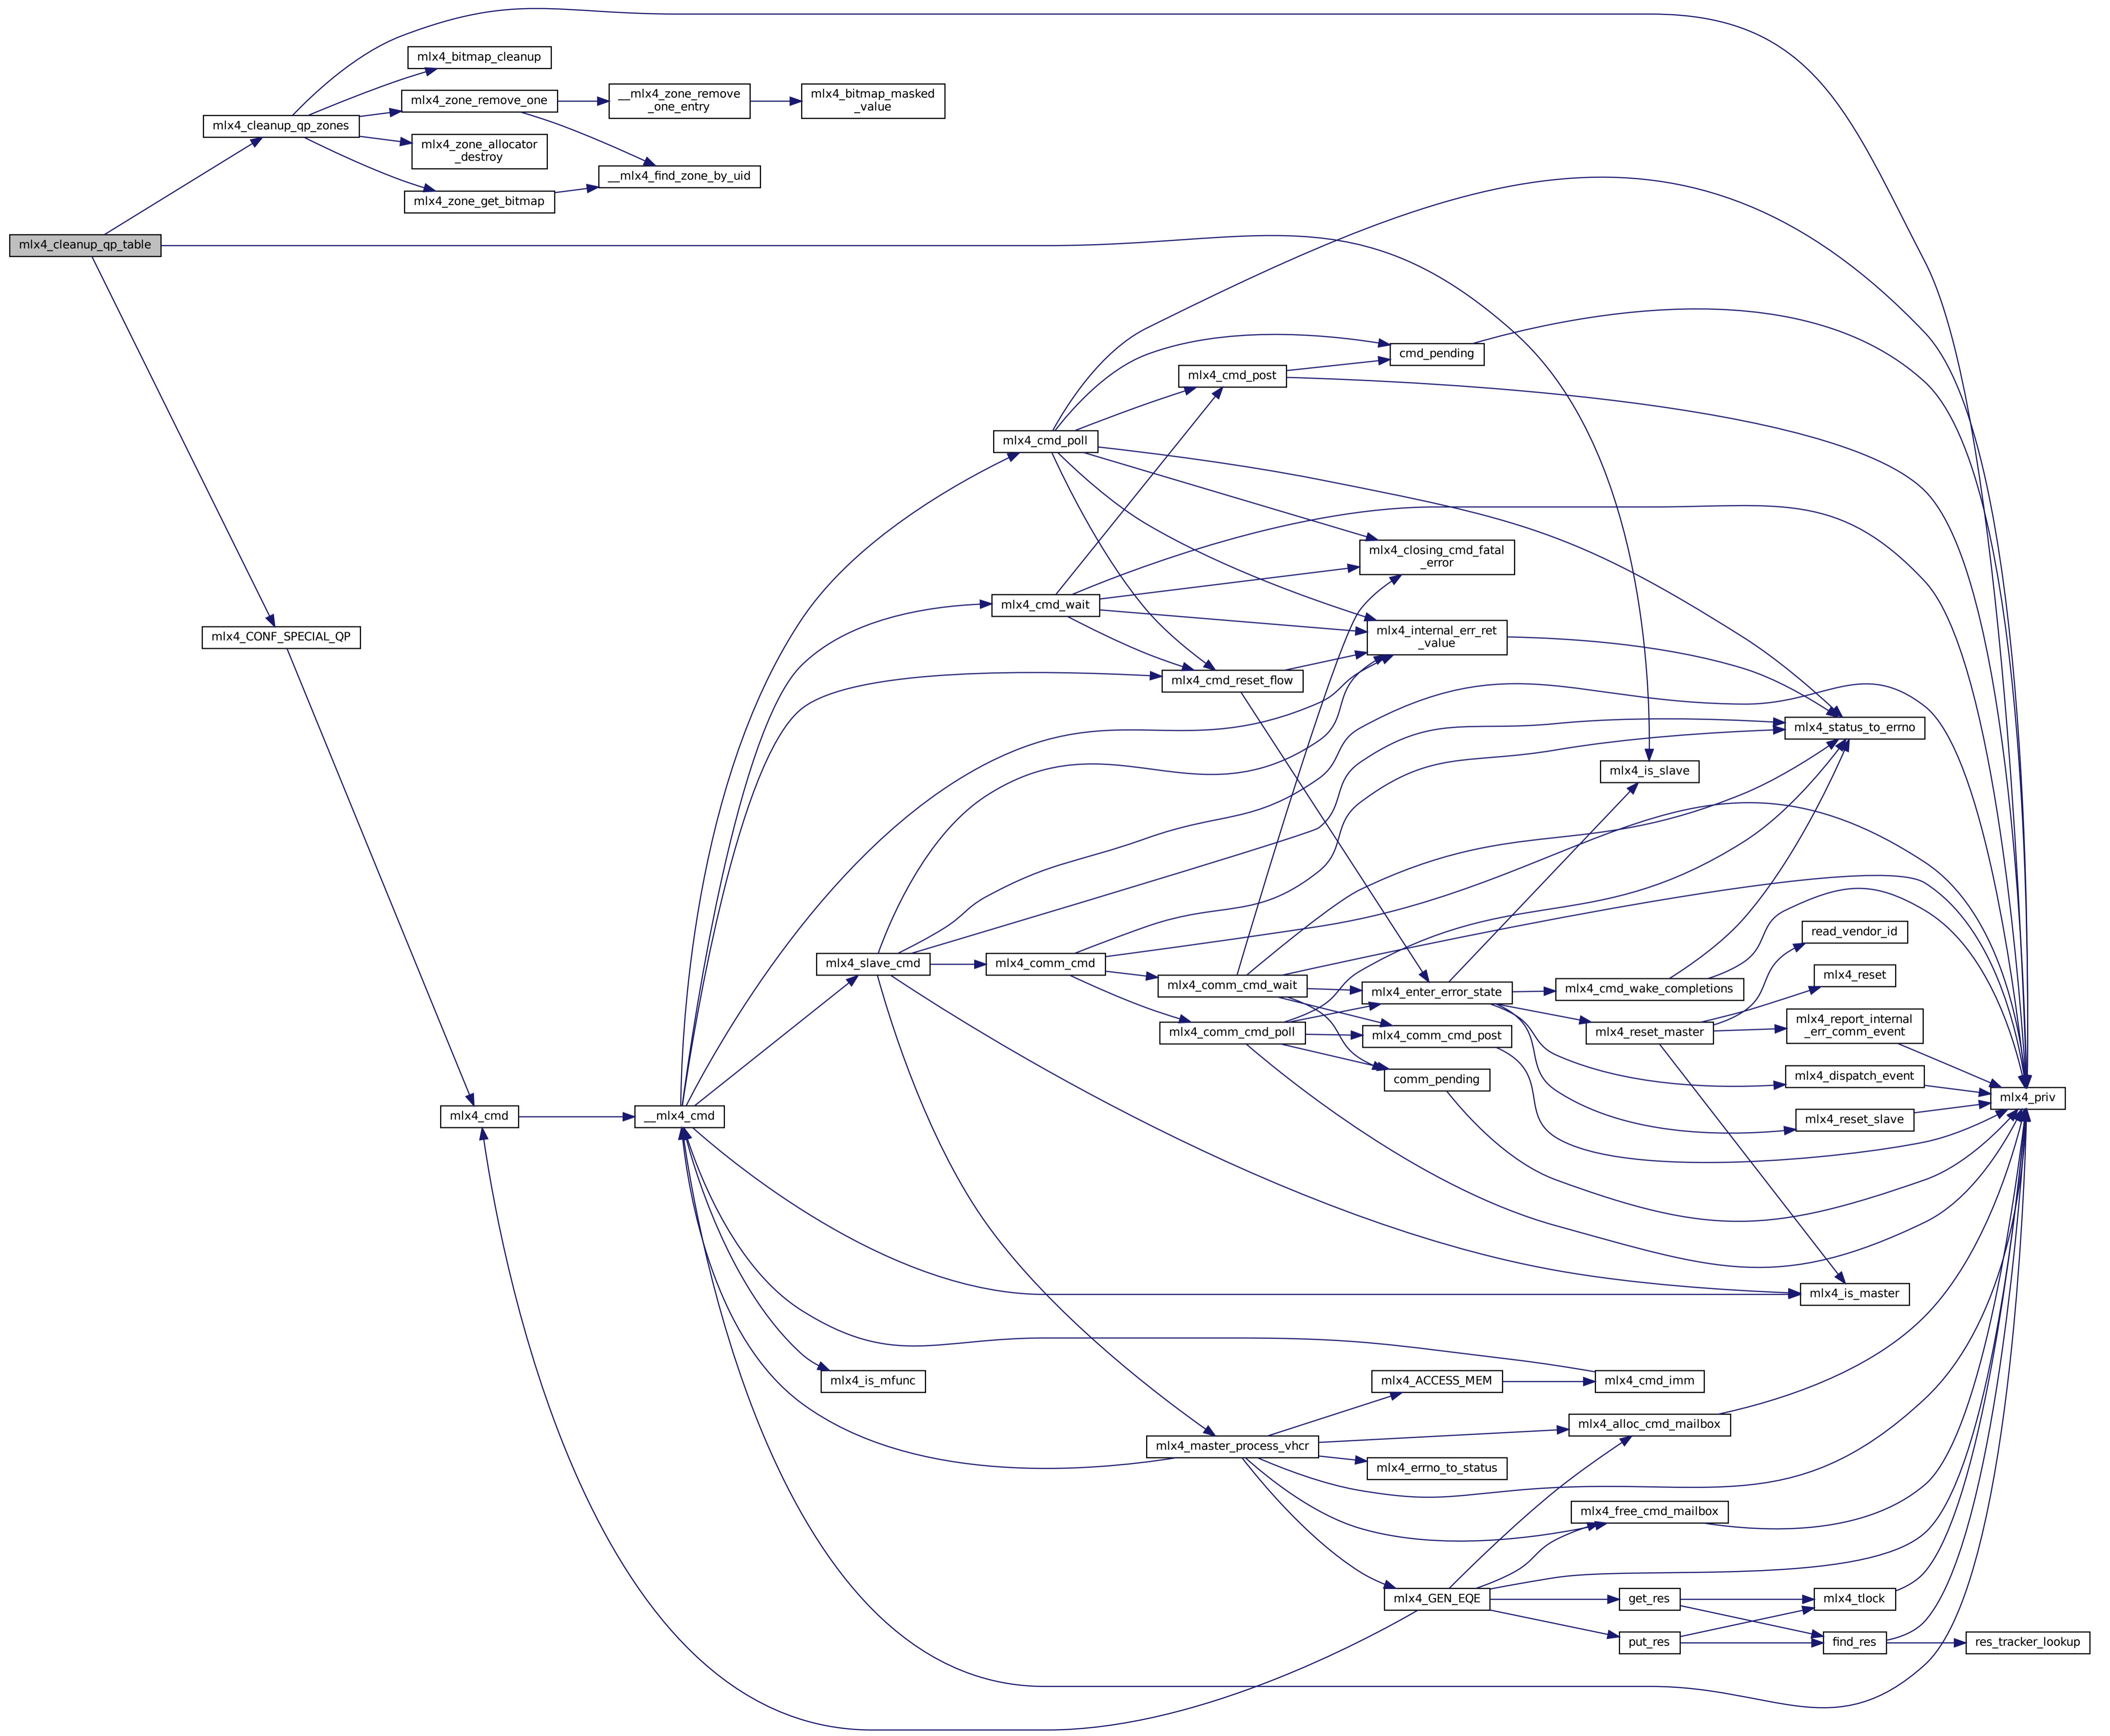 mlx4_bitmap_cleanup
mlx4_zone_remove_one
__mlx4_zone_remove
_one_entry
mlx4_bitmap_masked
_value
mlx4_cleanup_qp_zones
mlx4_zone_allocator
_destroy
__mlx4_find_zone_by_uid
mlx4_zone_get_bitmap
mlx4_cleanup_qp_table
cmd_pending
mlx4_cmd_post
mlx4_cmd_poll
mlx4_closing_cmd_fatal
_error
mlx4_cmd_wait
mlx4_CONF_SPECIAL_QP
mlx4_internal_err_ret
_value
mlx4_cmd_reset_flow
mlx4_status_to_errno
mlx4_is_slave
read_vendor_id
mlx4_slave_cmd
mlx4_comm_cmd
mlx4_reset
mlx4_comm_cmd_wait
mlx4_enter_error_state
mlx4_cmd_wake_completions
mlx4_comm_cmd_poll
mlx4_comm_cmd_post
mlx4_reset_master
mlx4_report_internal
_err_comm_event
comm_pending
mlx4_dispatch_event
mlx4_priv
mlx4_cmd
__mlx4_cmd
mlx4_reset_slave
mlx4_is_master
mlx4_is_mfunc
mlx4_ACCESS_MEM
mlx4_cmd_imm
mlx4_alloc_cmd_mailbox
mlx4_master_process_vhcr
mlx4_errno_to_status
mlx4_free_cmd_mailbox
mlx4_GEN_EQE
get_res
mlx4_tlock
put_res
find_res
res_tracker_lookup